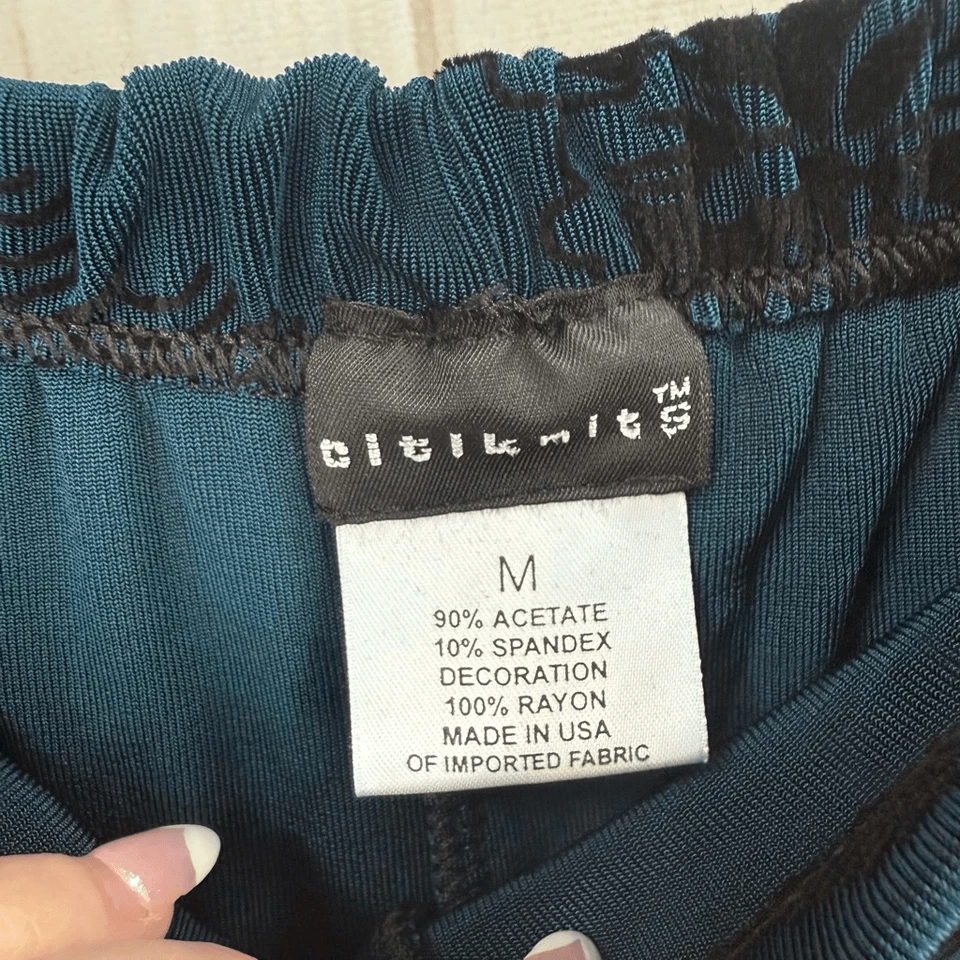 citiknits™
M
90% ACETATE
10% SPANDEX
DECORATION
100% RAYON
MADE IN USA
OF IMPORTED FABRIC